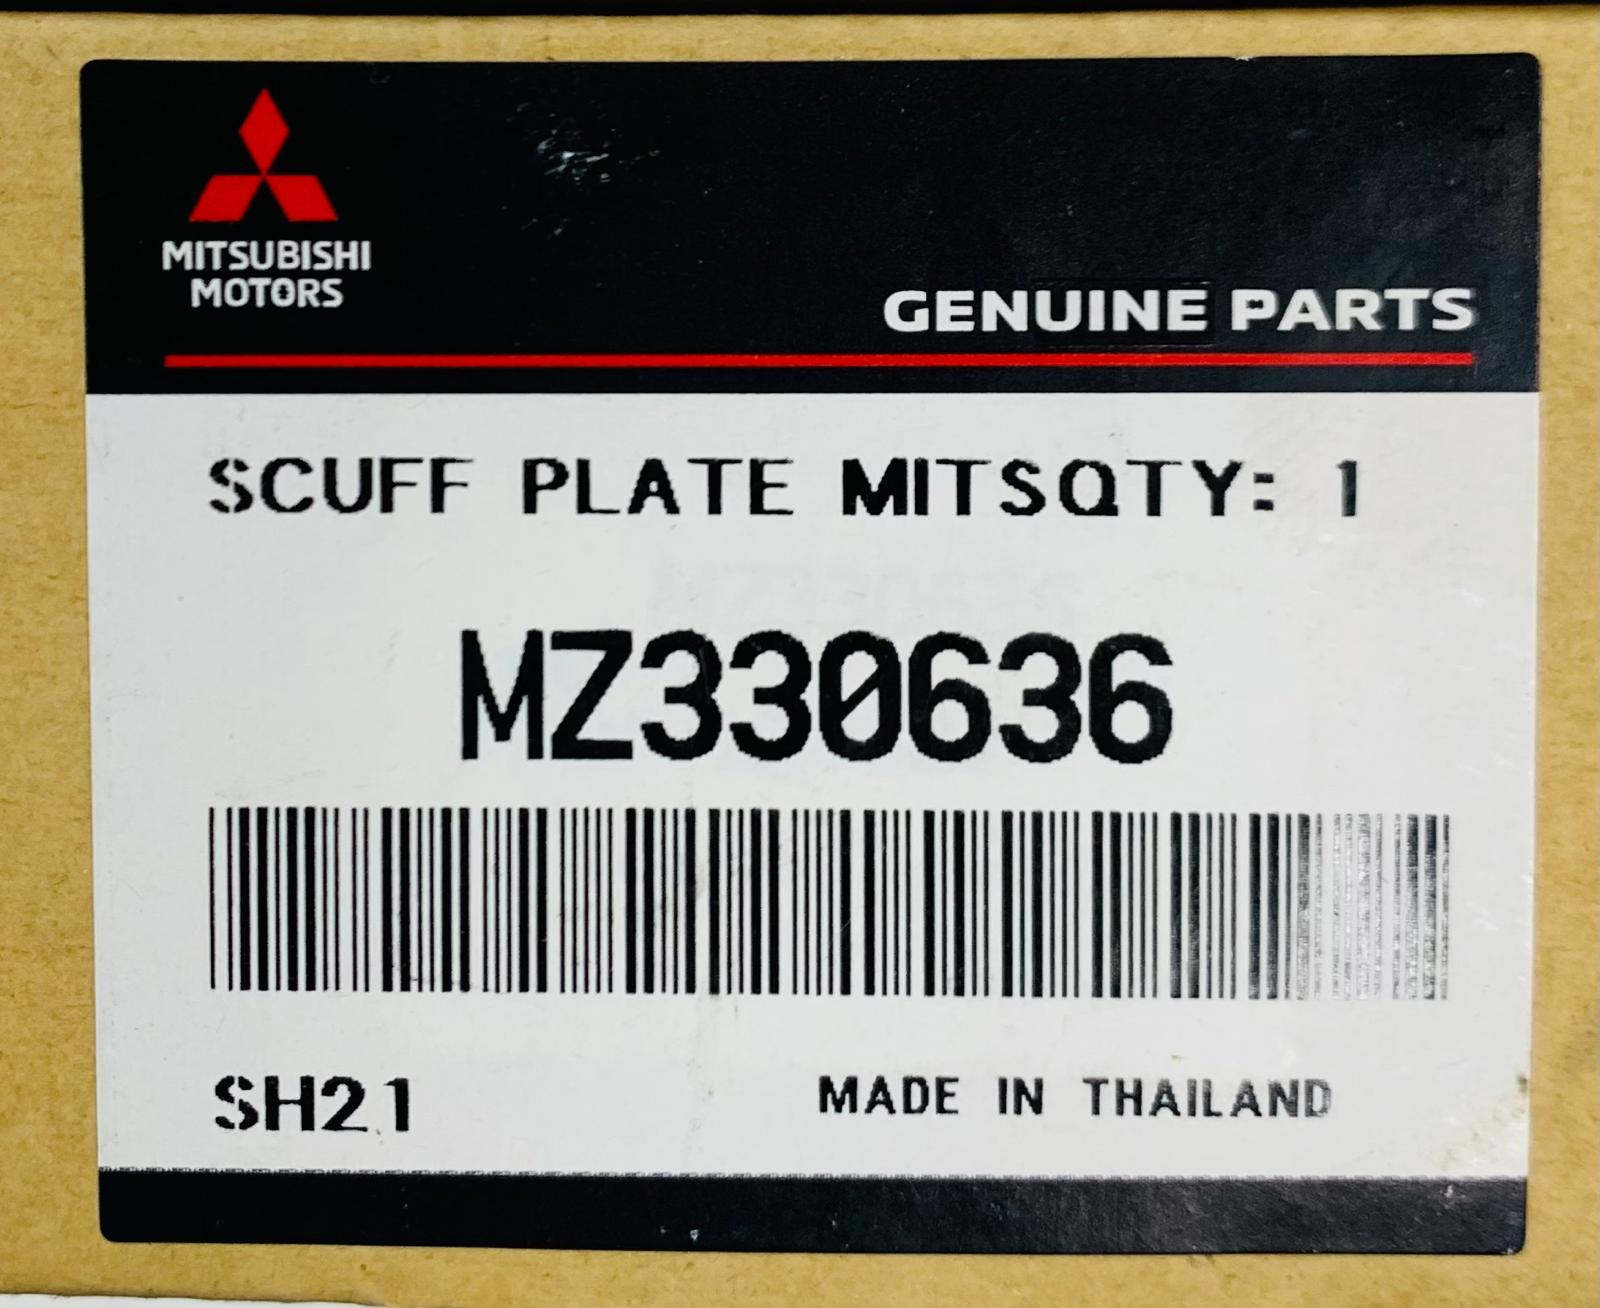 MITSUBISHI
MOTORS
GENUINE PARTS
SCUFF PLATE MITSQTY: 1
MZ330636
SH21
MADE IN THAILAND